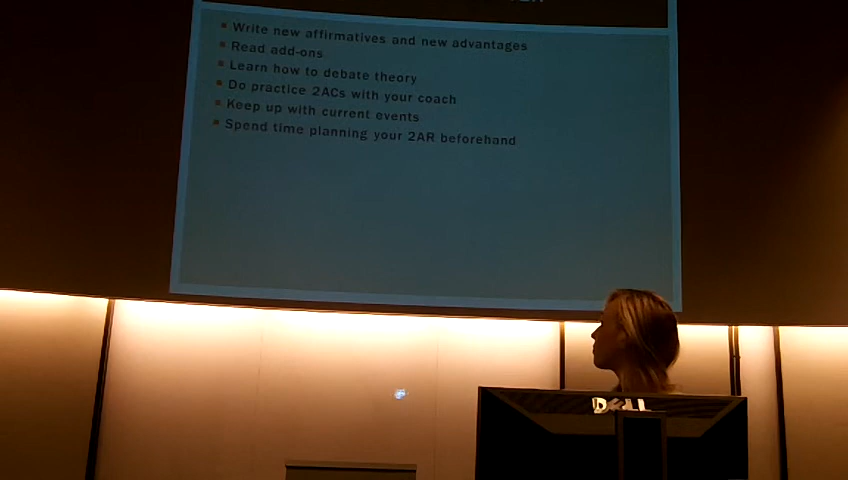 Write new affirmatives and new advantages
Read add-ons
Learn how to debate theory
Do practice 2ACs with your coach
Keep up with current events
Spend time planning your 2AR beforehand
DELL